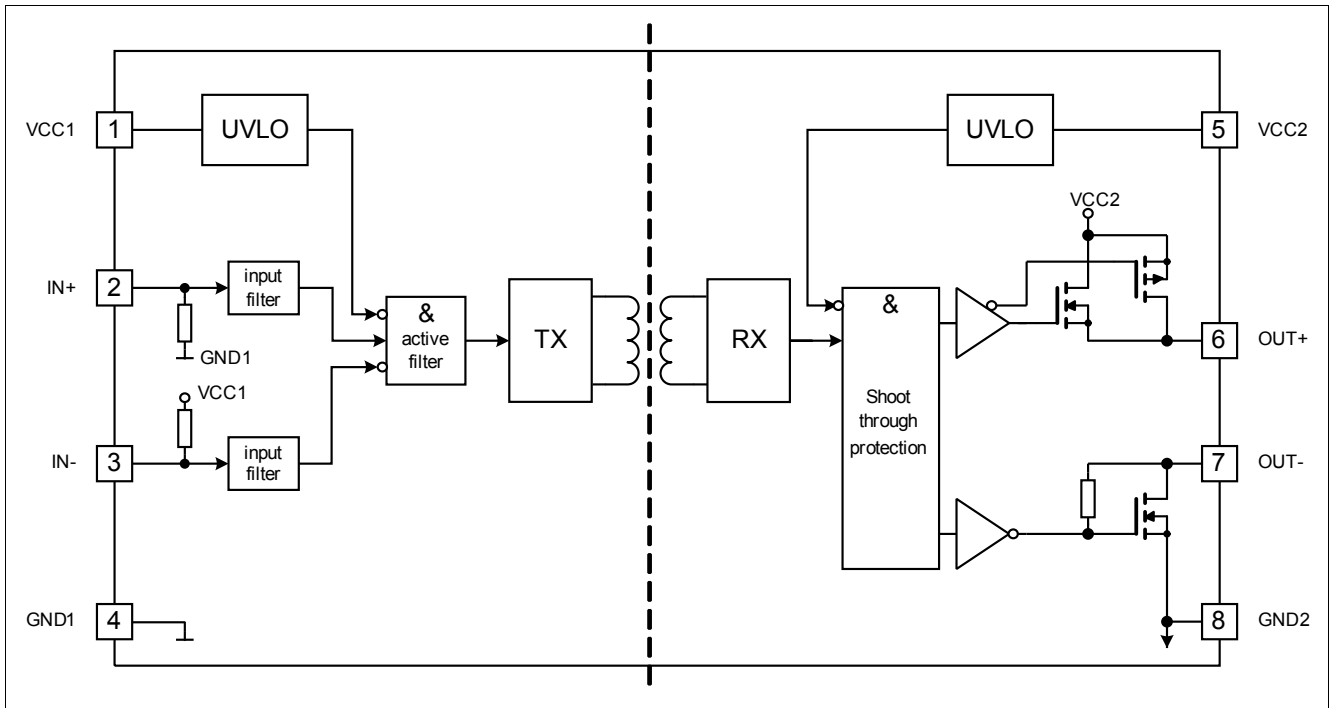 VCC1
1
UVLO
UVLO
5
VCC2
VCC2
IN+
2
input
filter
GND1
&
active
filter
TX
RX
&
Shoot
through
protection
6
OUT+
VCC1
IN-
3
input
filter
7
OUT-
GND1
4
8
GND2